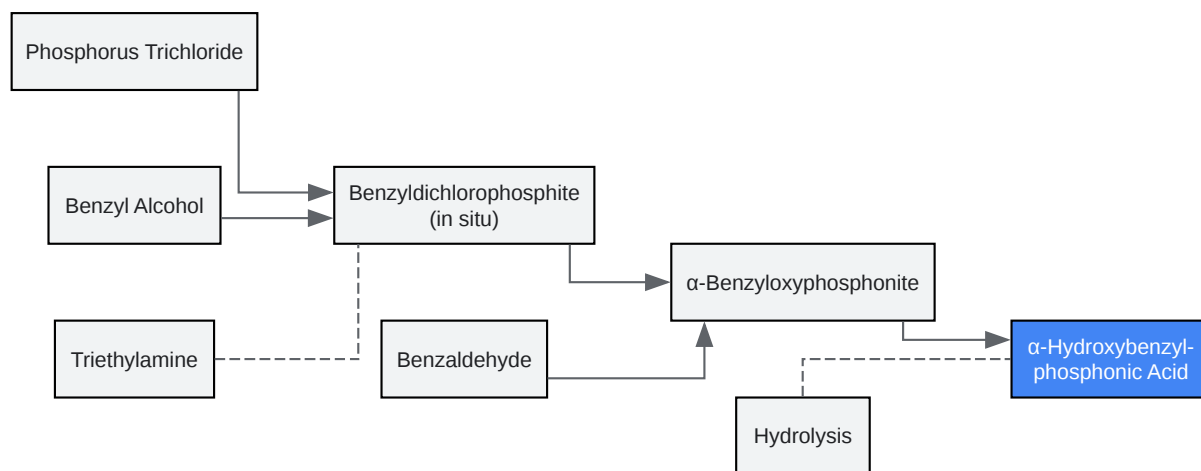 Phosphorus Trichloride
Benzyl Alcohol
Benzyldichlorophosphite
(in situ)
α-Benzyloxyphosphonite
Triethylamine
Benzaldehyde
α-Hydroxybenzyl-
phosphonic Acid
Hydrolysis